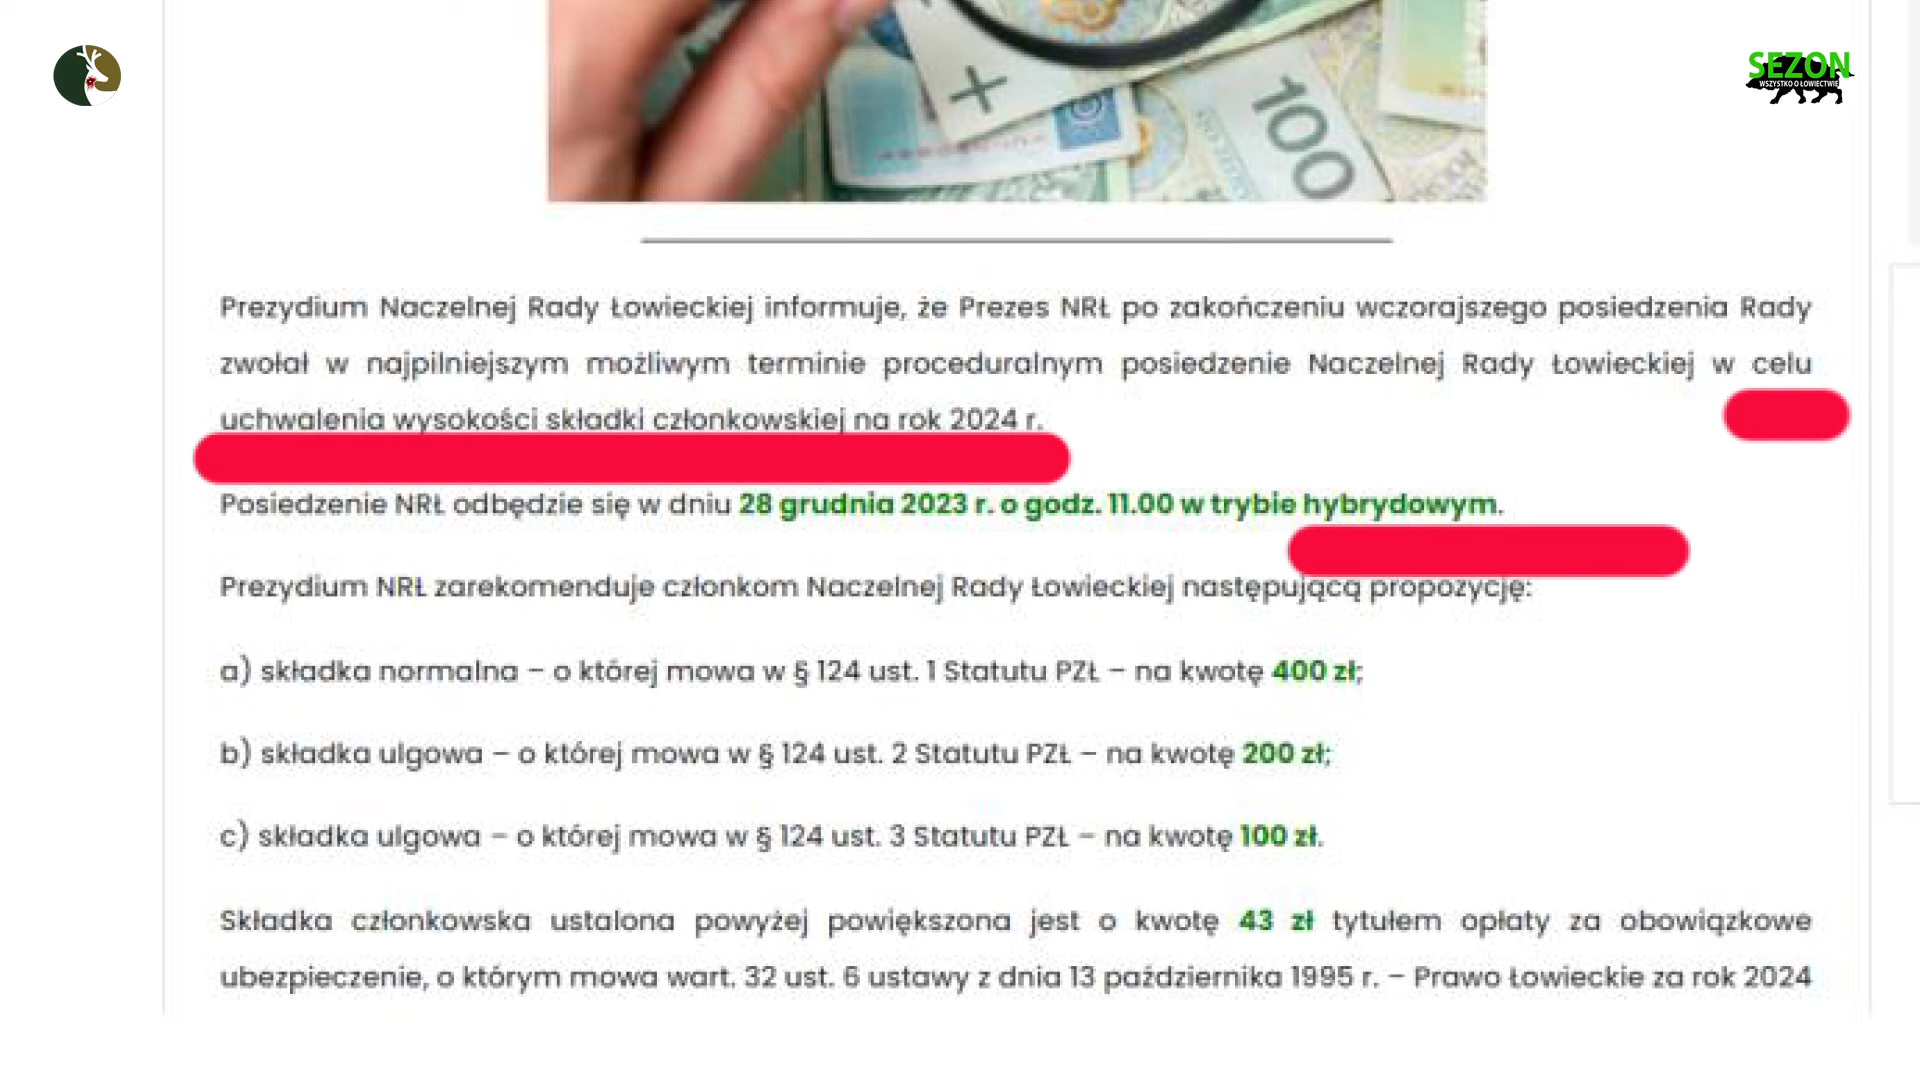 SEZON
WSZYSTKO O ŁOWIECTWIE
100
Prezydium Naczelnej Rady Łowieckiej informuje, że Prezes NRŁ po zakończeniu wczorajszego posiedzenia Rady
zwołał w najpilniejszym możliwym terminie proceduralnym posiedzenie Naczelnej Rady Łowieckiej w celu
uchwalenia wysokości składki członkowskiej na rok 2024 r.
Posiedzenie NRŁ odbędzie się w dniu 28 grudnia 2023 r. o godz. 11.00 w trybie hybrydowym.
Prezydium NRŁ zarekomenduje członkom Naczelnej Rady Łowieckiej następującą propozycję:
a) składka normalna – o której mowa w § 124 ust. 1 Statutu PZŁ – na kwotę 400 zł;
b) składka ulgowa – o której mowa w § 124 ust. 2 Statutu PZŁ – na kwotę 200 zł;
c) składka ulgowa – o której mowa w § 124 ust. 3 Statutu PZŁ – na kwotę 100 zł.
Składka członkowska ustalona powyżej powiększona jest o kwotę 43 zł tytułem opłaty za obowiązkowe
ubezpieczenie, o którym mowa wart. 32 ust. 6 ustawy z dnia 13 października 1995 r. – Prawo Łowieckie za rok 2024